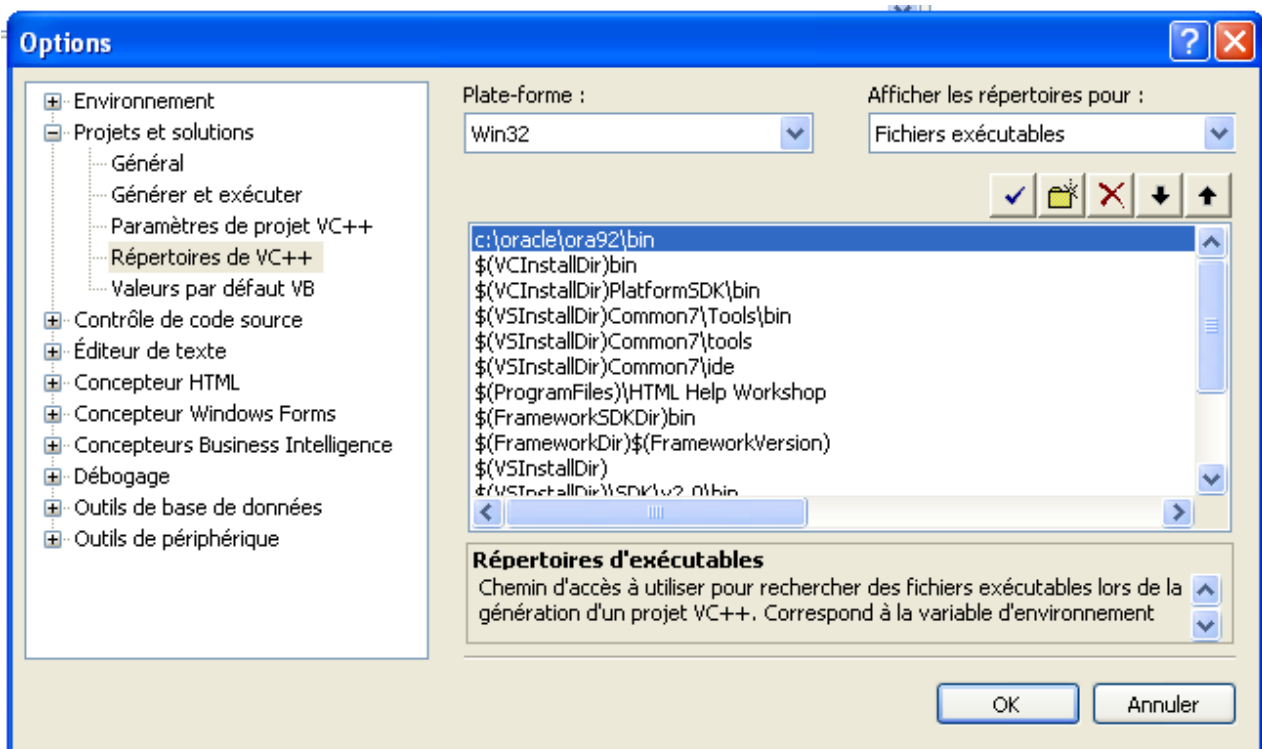 Options
Environnement
Projets et solutions
Général
Générer et exécuter
Paramètres de projet VC++
Répertoires de VC++
Valeurs par défaut VB
Contrôle de code source
Éditeur de texte
Concepteur HTML
Concepteur Windows Forms
Concepteurs Business Intelligence
Débogage
Outils de base de données
Outils de périphérique
Plate-forme :
Win32
Afficher les répertoires pour :
Fichiers exécutables
c:\oracle\ora92\bin
$(VCInstallDir)bin
$(VCInstallDir)PlatformSDK\bin
$(VSInstallDir)Common7\Tools\bin
$(VSInstallDir)Common7\tools
$(VSInstallDir)Common7\ide
$(ProgramFiles)\HTML Help Workshop
$(FrameworkSDKDir)bin
$(FrameworkDir)$(FrameworkVersion)
$(VSInstallDir)
$(VSInstallDir)\SDK\v2.0\bin
Répertoires d'exécutables
Chemin d'accès à utiliser pour rechercher des fichiers exécutables lors de la
génération d'un projet VC++. Correspond à la variable d'environnement
OK
Annuler